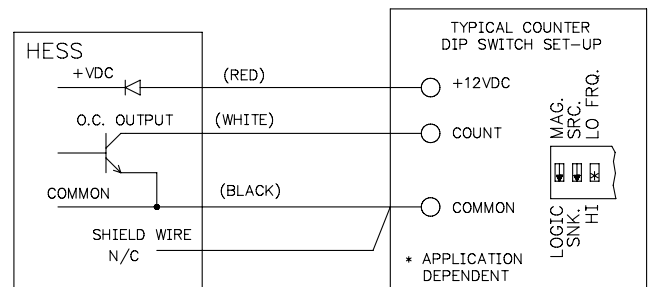 HESS
+VDC
(RED)
O.C. OUTPUT
(WHITE)
COMMON
(BLACK)
SHIELD WIRE
N/C
TYPICAL COUNTER
DIP SWITCH SET-UP
+12VDC
COUNT
COMMON
MAG.
SRC.
LO FRQ.
*
LOGIC
SNK.
HI
* APPLICATION
DEPENDENT